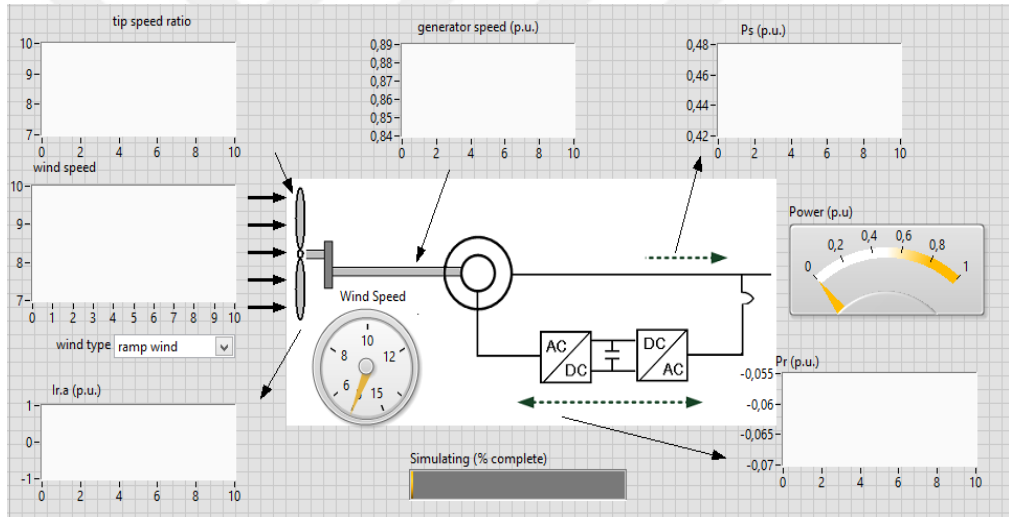 tip speed ratio
10
9
8
7
0 2 4 6 8 10
generator speed (p.u.)
0,89
0,88
0,87
0,86
0,85
0,84
0 2 4 6 8 10
Ps (p.u.)
0,48
0,46
0,44
0,42
0 2 4 6 8 10
wind speed
10
9
8
7
0 1 2 3 4 5 6 7 8 9 10
wind type ramp wind
Power (p.u)
0 0,2 0,4 0,6 0,8 1
Wind Speed
6 8 10 12 15
AC
DC
DC
AC
Ir.a (p.u.)
1
0
-1
0 2 4 6 8 10
Pr (p.u.)
-0,055
-0,06
-0,065
-0,07
0 2 4 6 8 10
Simulating (% complete)